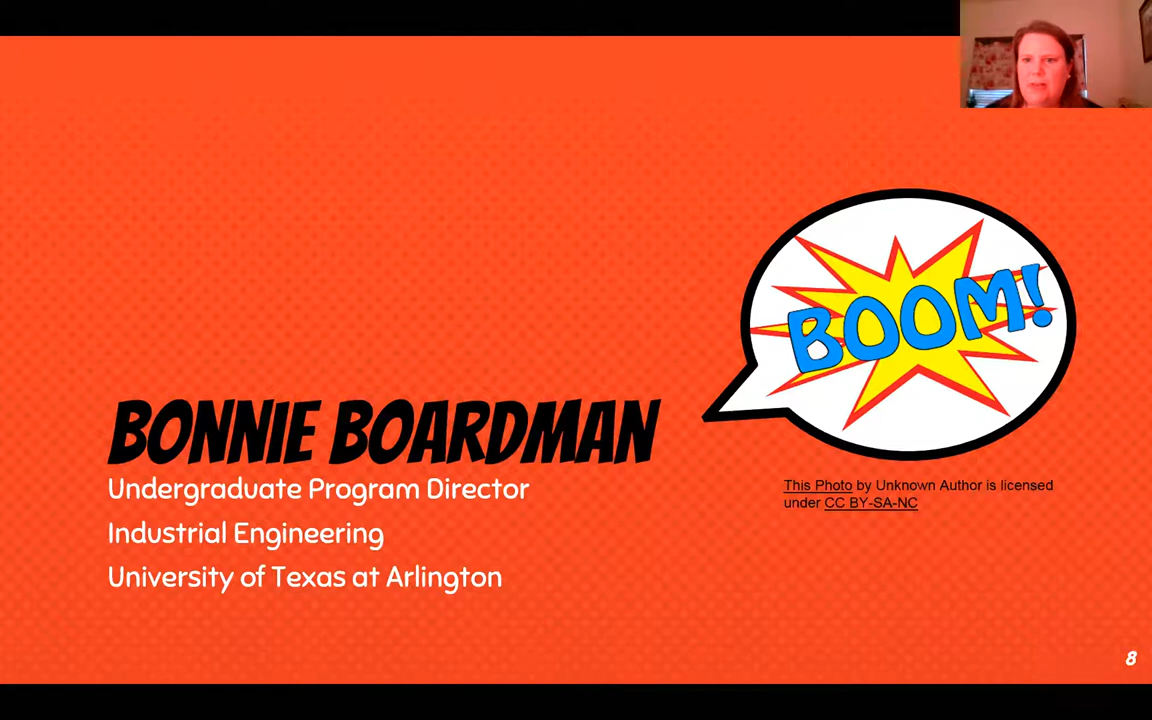 BOOM!
BONNIE BOARDMAN
Undergraduate Program Director
Industrial Engineering
University of Texas at Arlington
This Photo by Unknown Author is licensed
under CC BY-SA-NC
8